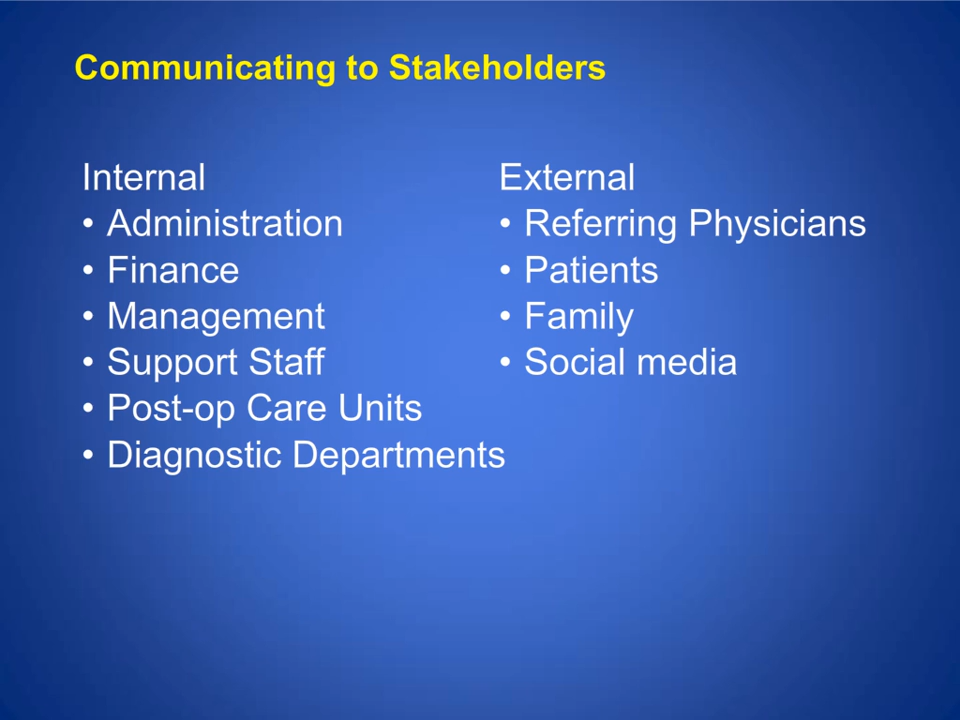 Communicating to Stakeholders
Internal
• Administration
• Finance
• Management
• Support Staff
• Post-op Care Units
• Diagnostic Departments
External
• Referring Physicians
• Patients
• Family
• Social media